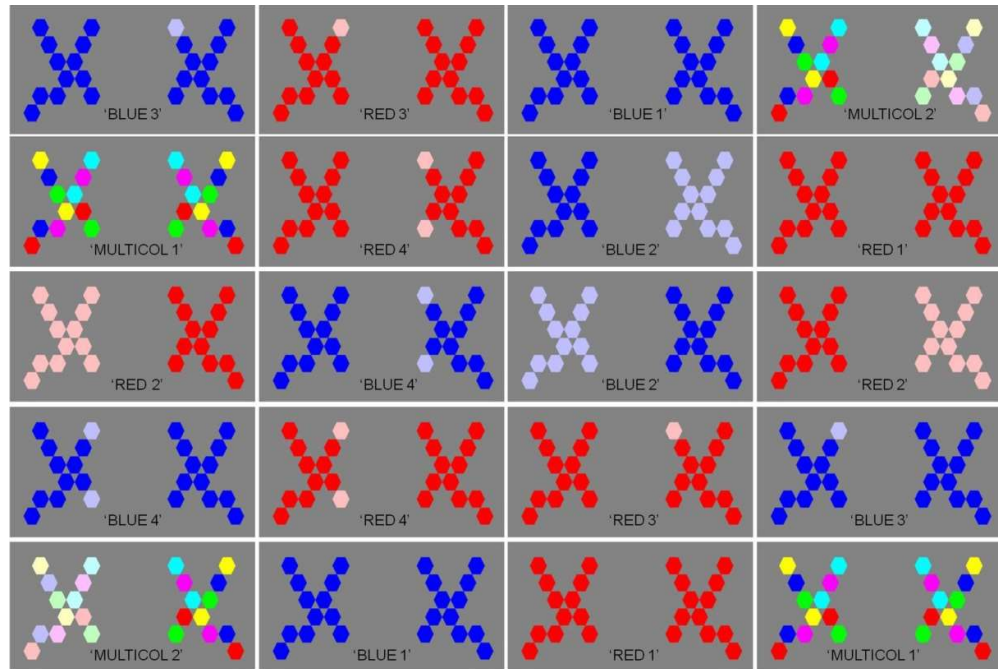 'BLUE 3'
'RED 3'
'BLUE 1'
'MULTICOL 2'
'MULTICOL 1'
'RED 4'
'BLUE 2'
'RED 1'
'RED 2'
'BLUE 4'
'BLUE 2'
'RED 2'
'BLUE 4'
'RED 4'
'RED 3'
'BLUE 3'
'MULTICOL 2'
'BLUE 1'
'RED 1'
'MULTICOL 1'